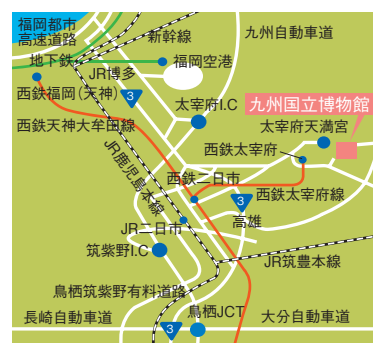 福岡都市
高速道路
新幹線
九州自動車道
地下鉄
福岡空港
JR博多
西鉄福岡(天神)
3
太宰府I.C
九州国立博物館
太宰府天満宮
西鉄天神大牟田線
西鉄太宰府
JR鹿児島本線
西鉄二日市
3
西鉄太宰府線
高雄
JR二日市
筑紫野I.C
JR筑豊本線
鳥栖筑紫野有料道路
長崎自動車道
3
鳥栖JCT
大分自動車道